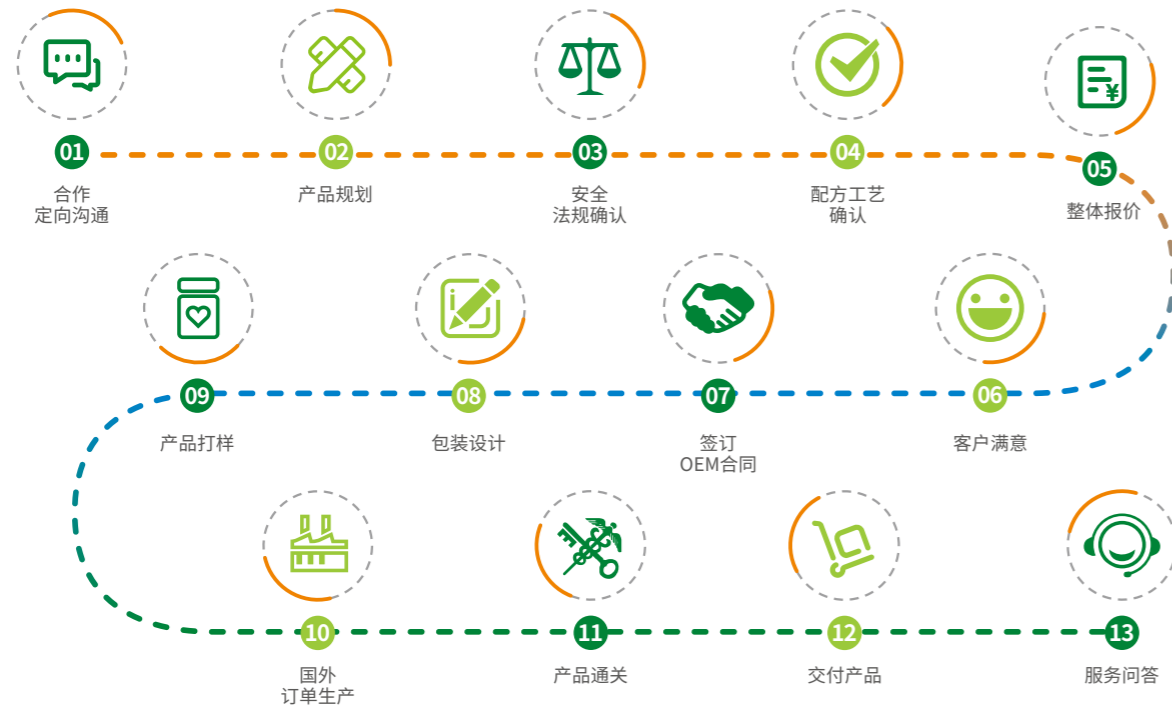 01
合作
定向沟通
02
产品规划
03
安全
法规确认
04
配方工艺
确认
¥
05
整体报价
06
客户满意
07
签订
OEM合同
08
包装设计
09
产品打样
10
国外
订单生产
11
产品通关
12
交付产品
13
服务问答